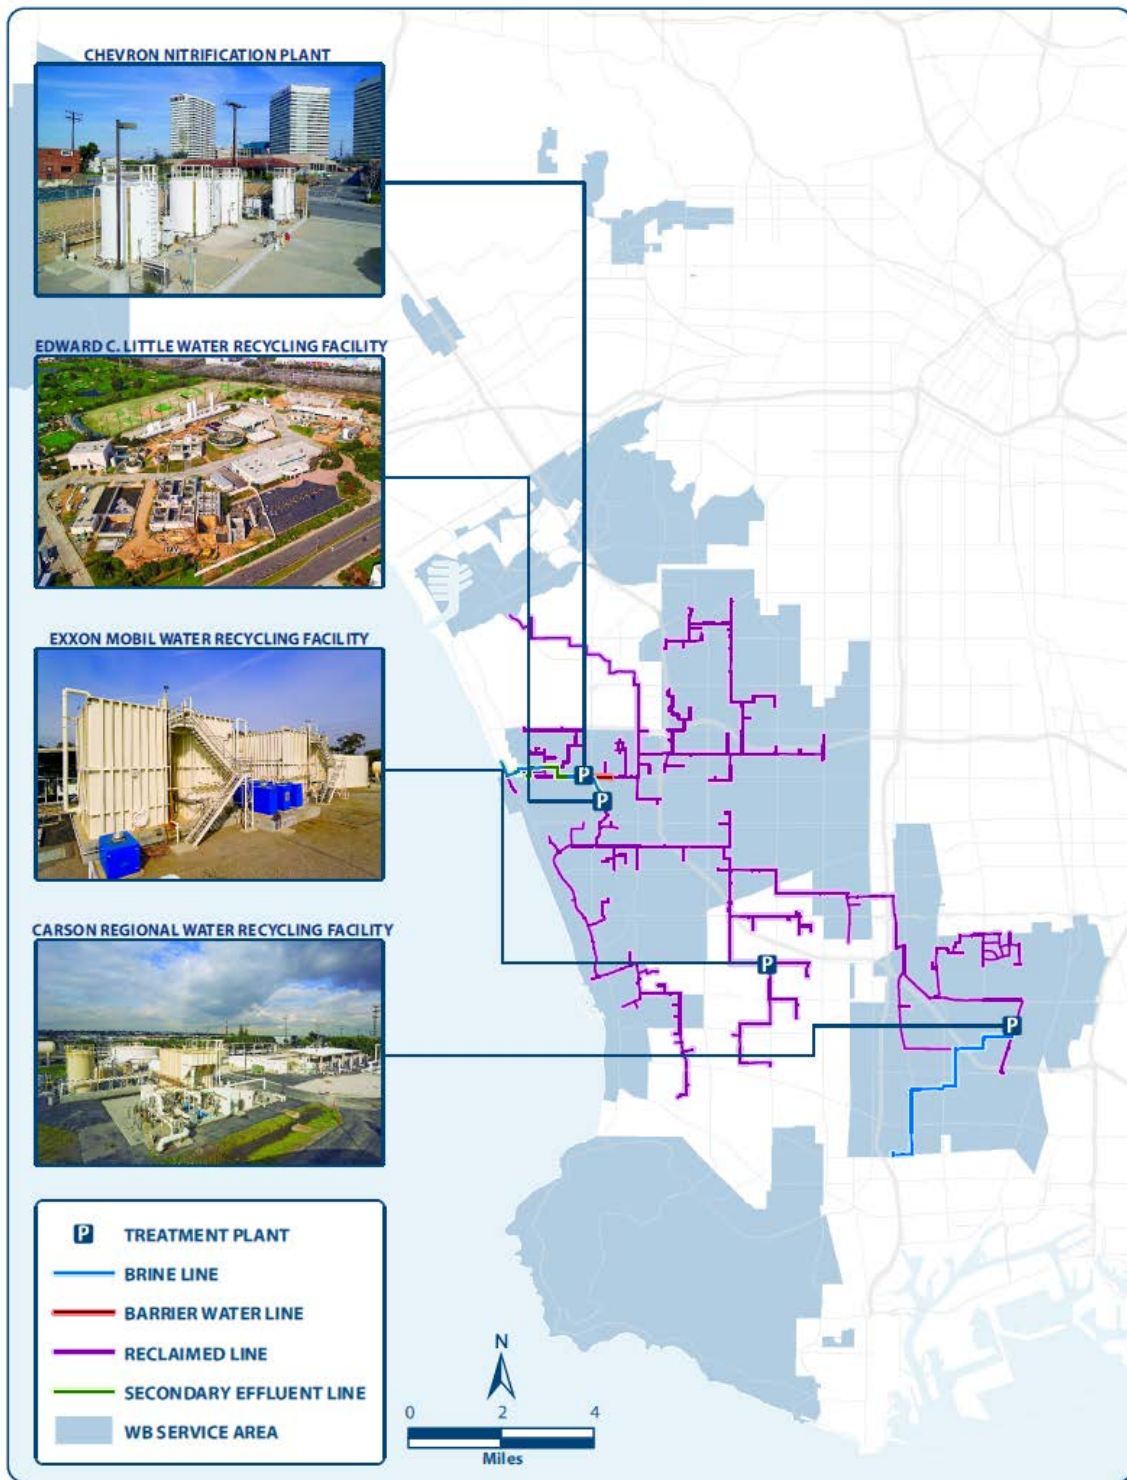 CHEVRON NITRIFICATION PLANT
EDWARD C. LITTLE WATER RECYCLING FACILITY
EXXON MOBIL WATER RECYCLING FACILITY
CARSON REGIONAL WATER RECYCLING FACILITY
P
P
P
P
P TREATMENT PLANT
BRINE LINE
BARRIER WATER LINE
RECLAIMED LINE
SECONDARY EFFLUENT LINE
WB SERVICE AREA
N
0 2 4
Miles